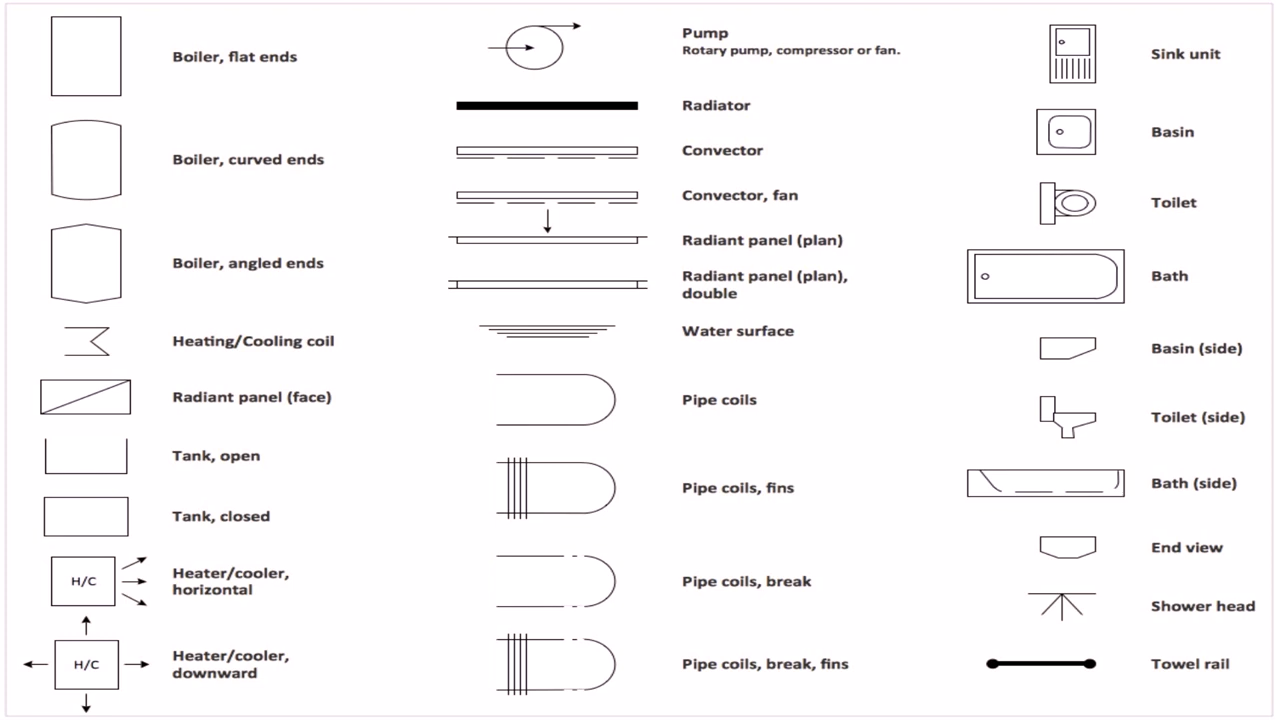 Boiler, flat ends
Boiler, curved ends
Boiler, angled ends
Heating/Cooling coil
Radiant panel (face)
Tank, open
Tank, closed
H/C
Heater/cooler,
horizontal
H/C
Heater/cooler,
downward
Pump
Rotary pump, compressor or fan.
Radiator
Convector
Convector, fan
Radiant panel (plan)
Radiant panel (plan),
double
Water surface
Pipe coils
Pipe coils, fins
Pipe coils, break
Pipe coils, break, fins
Sink unit
Basin
Toilet
Bath
Basin (side)
Toilet (side)
Bath (side)
End view
Shower head
Towel rail